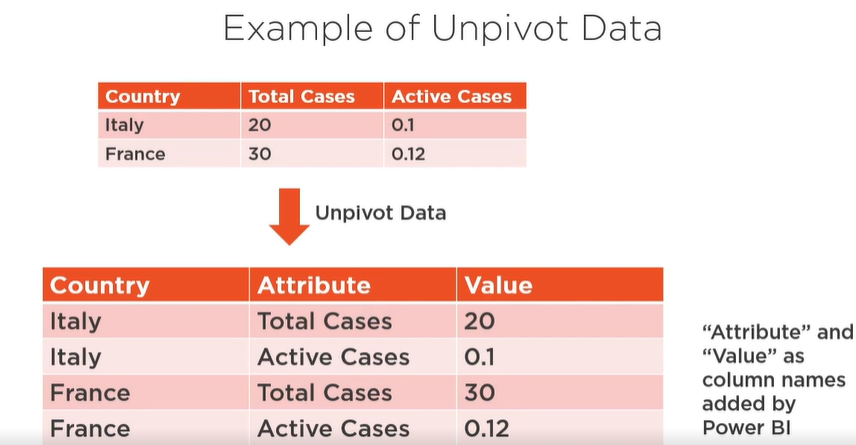 Example of Unpivot Data
Country Total Cases Active Cases
Italy 20 0.1
France 30 0.12
Unpivot Data
Country Attribute Value
Italy Total Cases 20
Italy Active Cases 0.1
France Total Cases 30
France Active Cases 0.12
“Attribute” and
“Value” as
column names
added by
Power BI